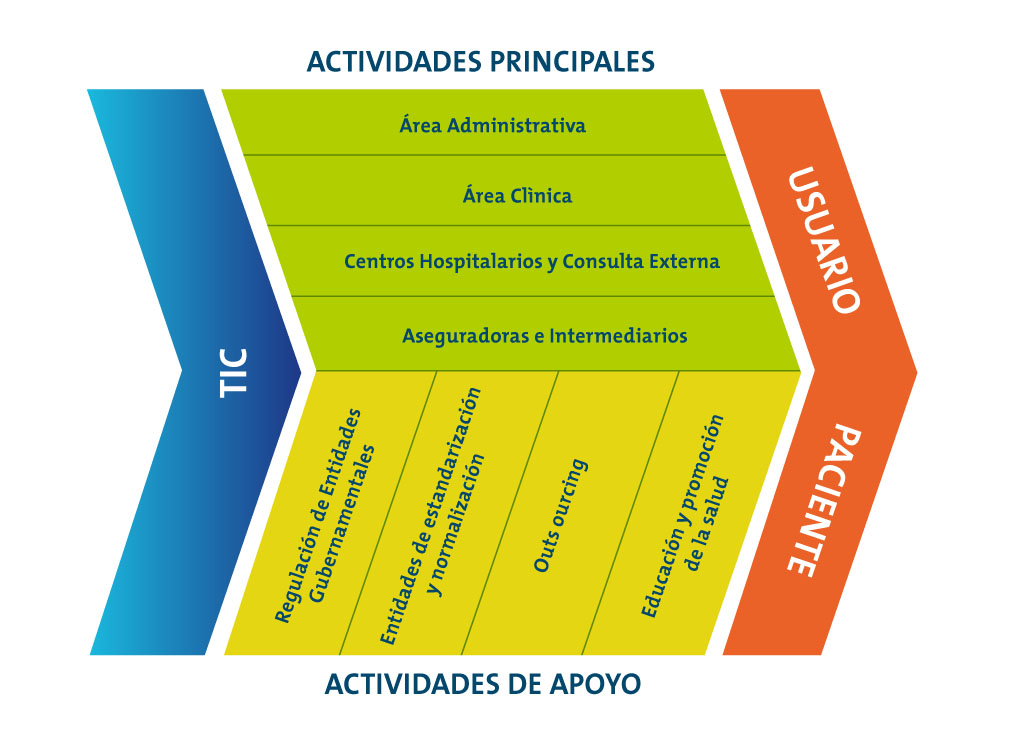 ACTIVIDADES PRINCIPALES
Área Administrativa
Área Clìnica
Centros Hospitalarios y Consulta Externa
Aseguradoras e Intermediarios
TIC
USUARIO
PACIENTE
Regulación de Entidades
Gubernamentales
Entidades de estandarización
y normalización
Outs ourcing
Educación y promoción
de la salud
ACTIVIDADES DE APOYO